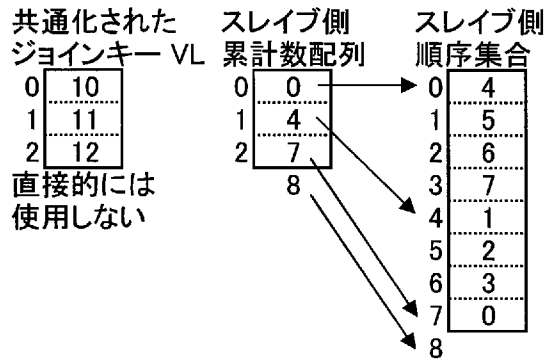 共通化された
ジョインキー VL
0 10
1 11
2 12
直接的には
使用しない
スレイブ側
累計数配列
0 0
1 4
2 7
8
スレイブ側
順序集合
0 4
1 5
2 6
3 7
4 1
5 2
6 3
7 0
8